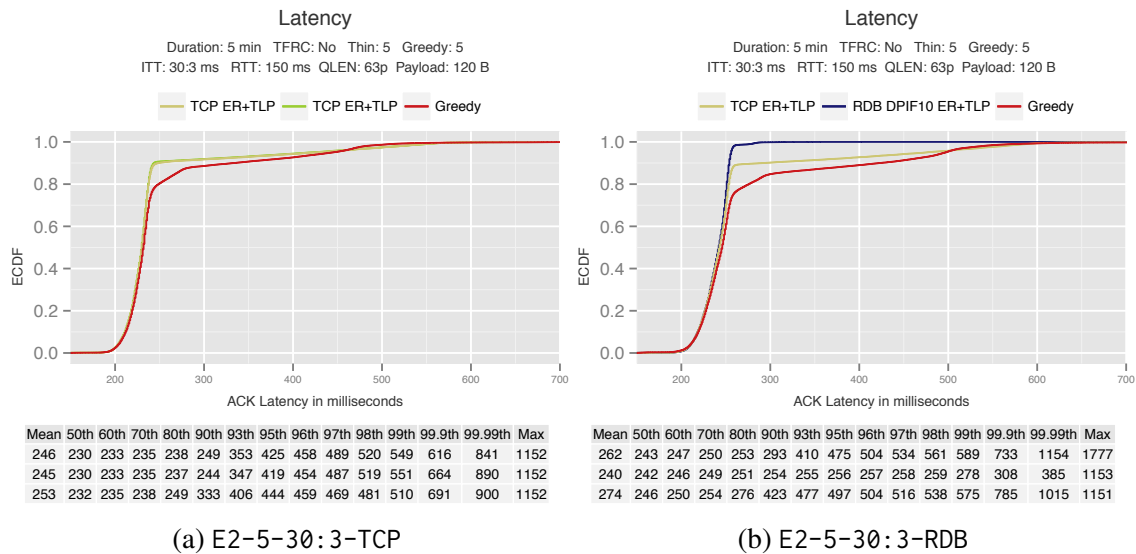 Latency
Duration: 5 min TFRC: No Thin: 5 Greedy: 5
ITT: 30:3 ms RTT: 150 ms QLEN: 63p Payload: 120 B
TCP ER+TLP TCP ER+TLP Greedy
1.0
0.8
0.6
0.4
0.2
0.0
ECDF
200 300 400 500 600 700
ACK Latency in milliseconds
Mean 50th 60th 70th 80th 90th 93th 95th 96th 97th 98th 99th 99.9th 99.99th Max
246 230 233 235 238 249 353 425 458 489 520 549 616 841 1152
245 230 233 235 237 244 347 419 454 487 519 551 664 890 1152
253 232 235 238 249 333 406 444 459 469 481 510 691 900 1152
(a) E2-5-30:3-TCP
Latency
Duration: 5 min TFRC: No Thin: 5 Greedy: 5
ITT: 30:3 ms RTT: 150 ms QLEN: 63p Payload: 120 B
TCP ER+TLP RDB DPIF10 ER+TLP Greedy
1.0
0.8
0.6
0.4
0.2
0.0
ECDF
200 300 400 500 600 700
ACK Latency in milliseconds
Mean 50th 60th 70th 80th 90th 93th 95th 96th 97th 98th 99th 99.9th 99.99th Max
262 243 247 250 253 293 410 475 504 534 561 589 733 1154 1777
240 242 246 249 251 254 255 256 257 258 259 278 308 385 1153
274 246 250 254 276 423 477 497 504 516 538 575 785 1015 1151
(b) E2-5-30:3-RDB